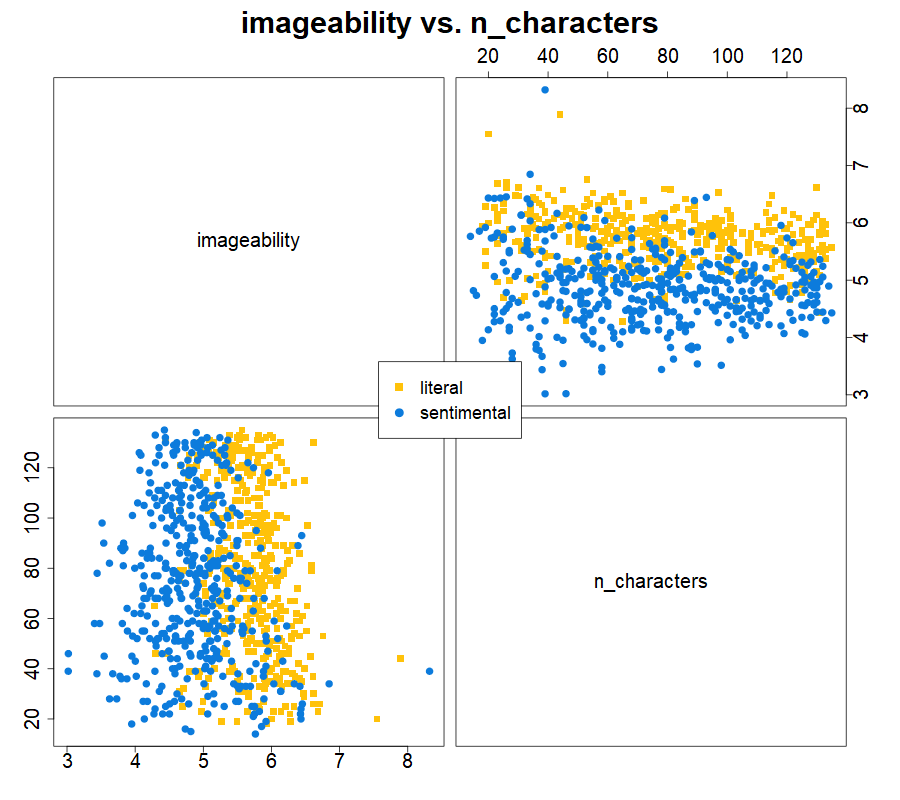 imageability vs. n_characters
20 40 60 80 100 120
imageability
8
7
6
5
4
3
literal
sentimental
120
100
80
60
40
20
n_characters
3 4 5 6 7 8